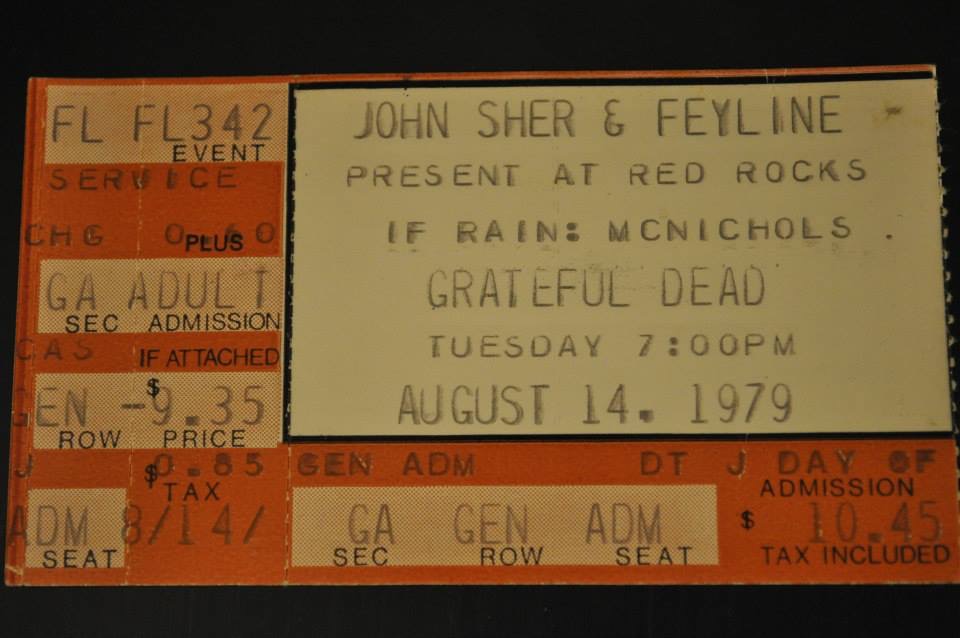 FL FL342
EVENT
SERVICE
CHG 0.60
PLUS
GA ADULT
SEC ADMISSION
CAS IF ATTACHED
$
GEN -9.35
ROW PRICE
J $ 0.85
TAX
ADM 8/14/
SEAT
JOHN SHER & FEYLINE
PRESENT AT RED ROCKS
IF RAIN: MCNICHOLS .
GRATEFUL DEAD
TUESDAY 7:00PM
AUGUST 14. 1979
GEN ADM DT J DAY OF
ADMISSION
GA GEN ADM $ 10.45
SEC ROW SEAT TAX INCLUDED